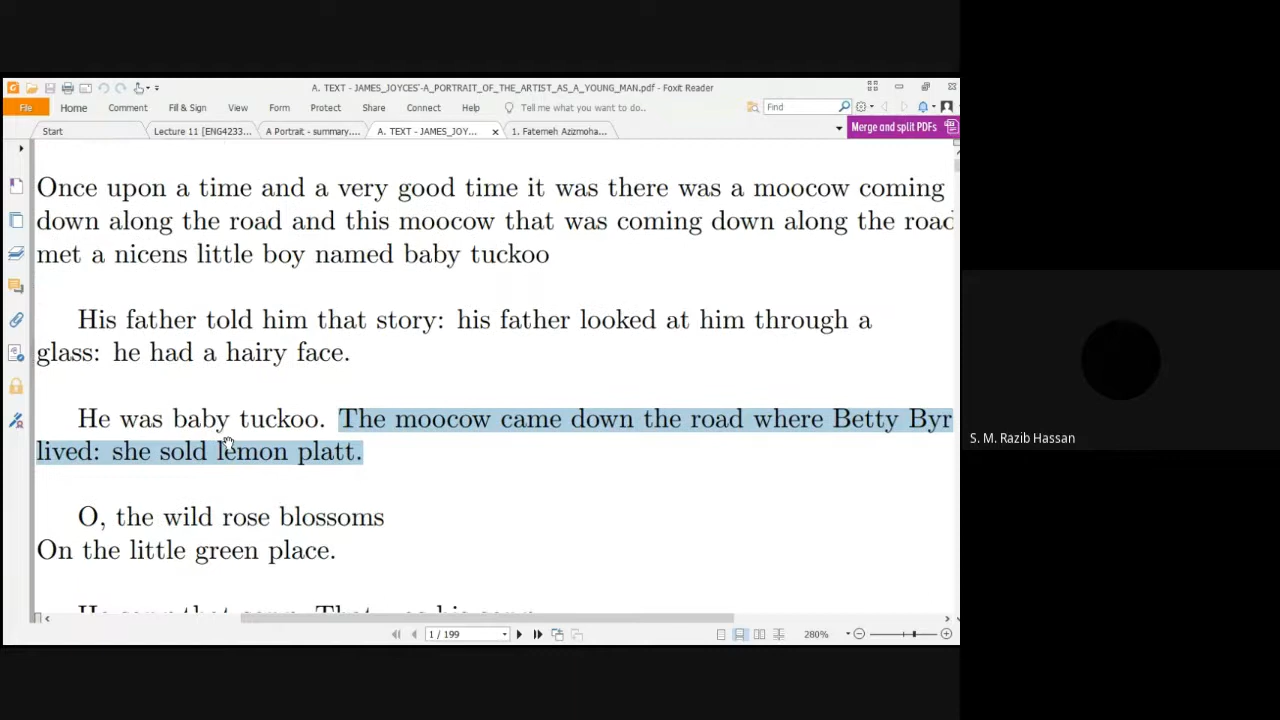 A. TEXT - JAMES_JOYCES'-A_PORTRAIT_OF_THE_ARTIST_AS_A_YOUNG_MAN.pdf - Foxit Reader
File Home Comment Fill & Sign View Form Protect Share Connect Help Tell me what you want to do.. Find
Start Lecture 11 [ENG4233... A Portrait - summary.... A. TEXT - JAMES_JOY... 1. Fatemeh Azizmoha... Merge and split PDFs
Once upon a time and a very good time it was there was a moocow coming
down along the road and this moocow that was coming down along the road
met a nicens little boy named baby tuckoo
His father told him that story: his father looked at him through a
glass: he had a hairy face.
He was baby tuckoo. The moocow came down the road where Betty Byr
lived: she sold lemon platt.
O, the wild rose blossoms
On the little green place.
1 / 199 280%
S. M. Razib Hassan